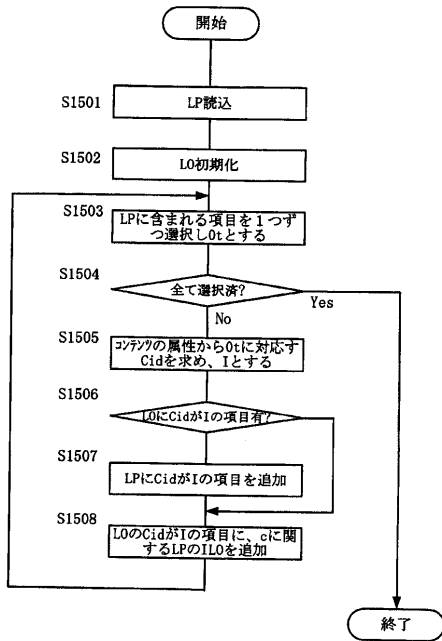 開始
S1501
LP読込
S1502
LO初期化
S1503
LPに含まれる項目を1つず
つ選択しOtとする
S1504
全て選択済?
Yes
No
S1505
コンテンツの属性からOtに対応す
Cidを求め、Iとする
S1506
LOにCidがIの項目有?
S1507
LPにCidがIの項目を追加
S1508
LOのCidがIの項目に、cに関
するLPのILOを追加
終了